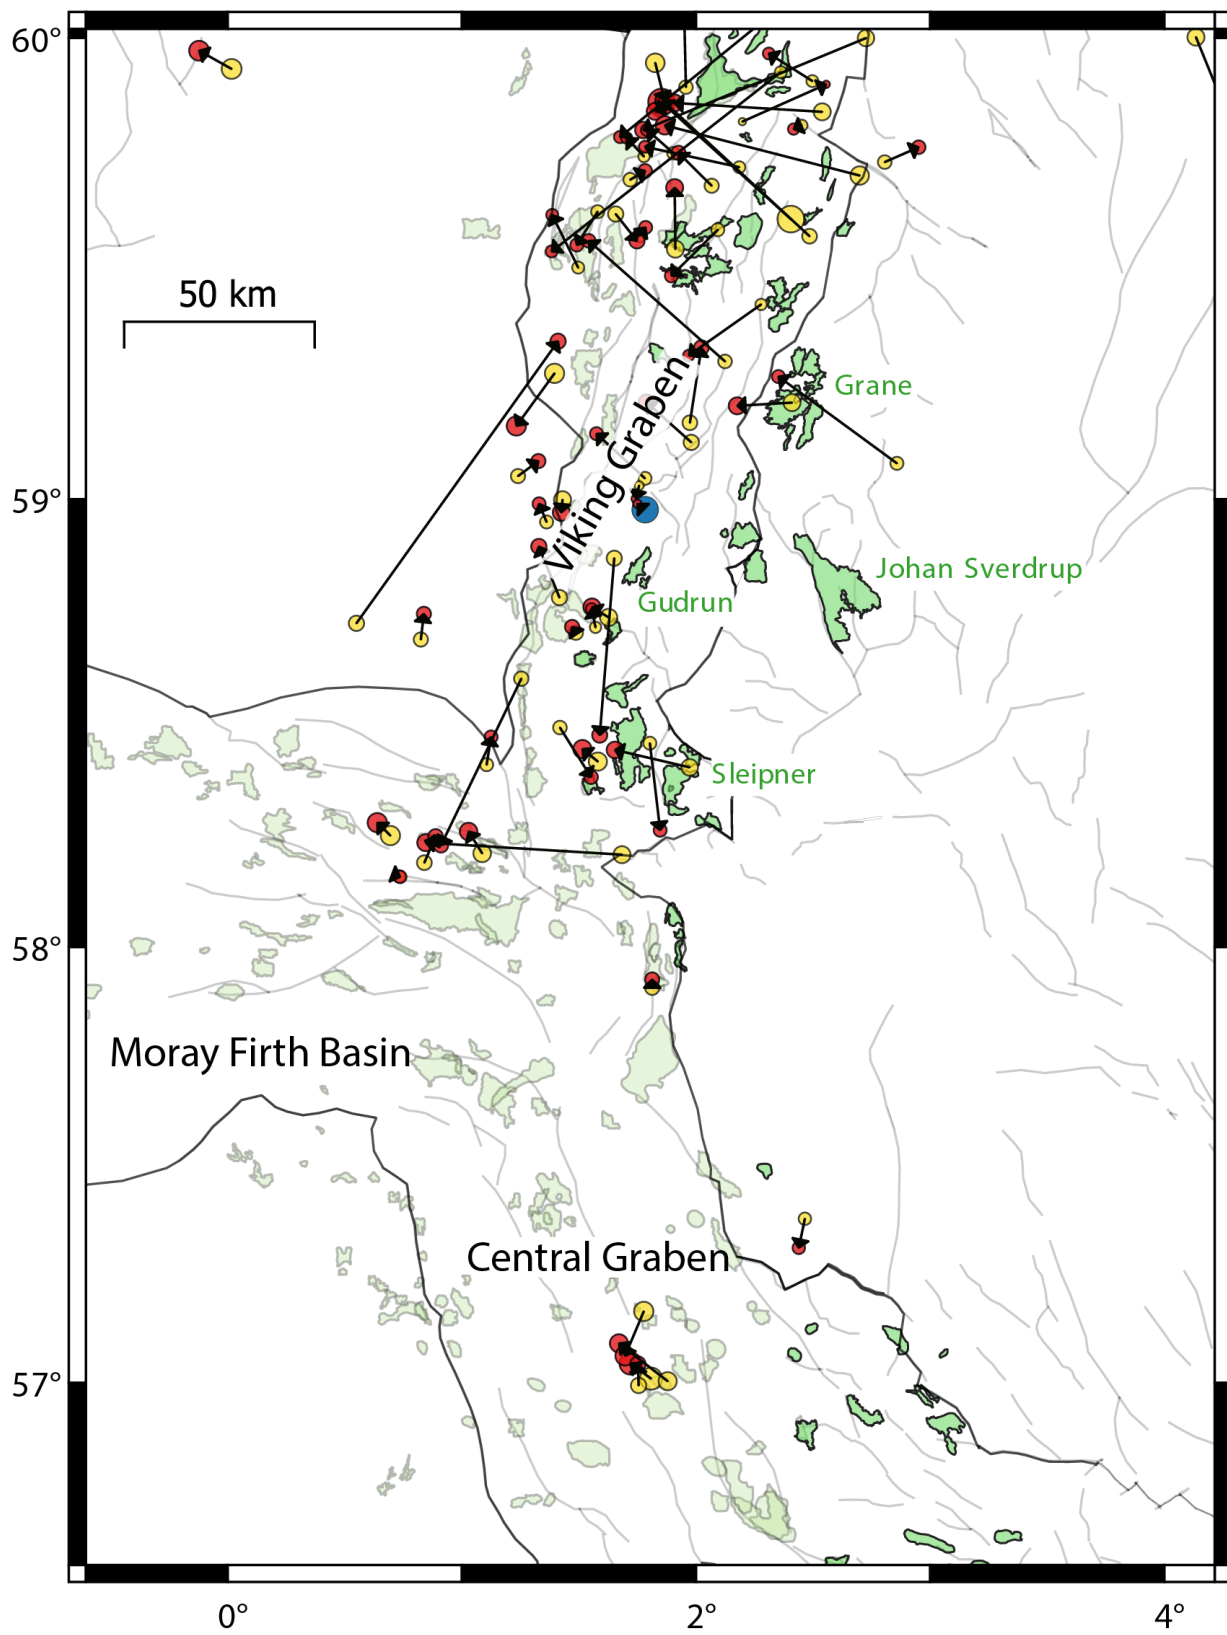 60°
50 km
Grane
Viking Graben
59°
Johan Sverdrup
Gudrun
Sleipner
58°
Moray Firth Basin
Central Graben
57°
0°
2°
4°